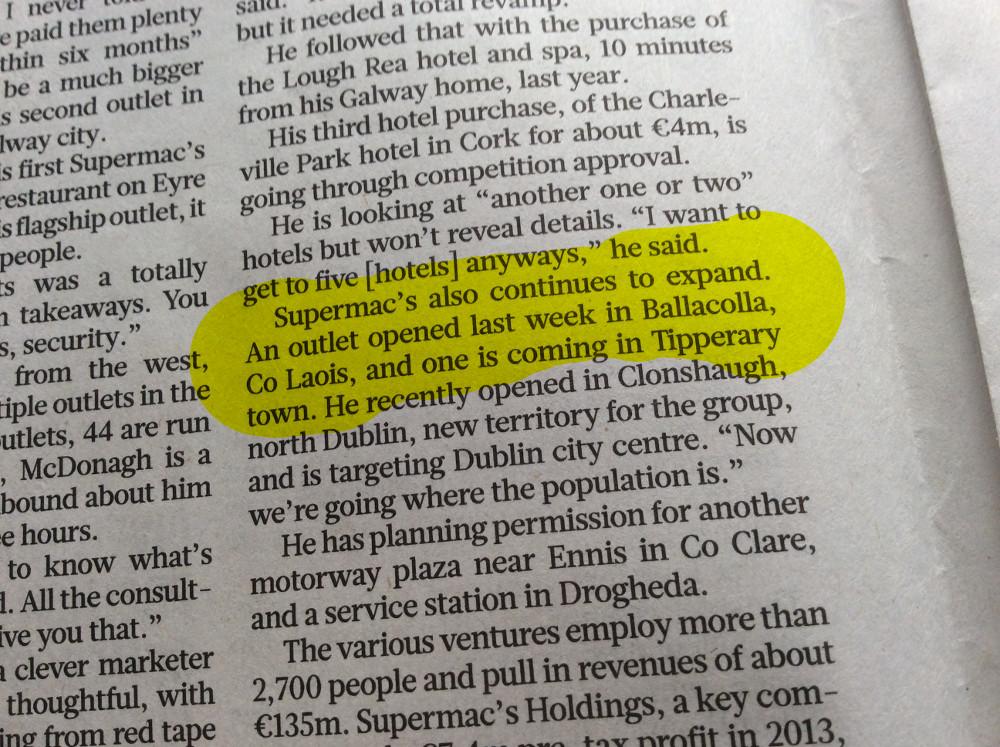 I never
e paid them plenty
thin six months”
be a much bigger
s second outlet in
lway city.
s first Supermac’s
restaurant on Eyre
s flagship outlet, it
people.
ts was a totally
n takeaways. You
s, security.”
from the west,
tiple outlets in the
utlets, 44 are run
, McDonagh is a
bound about him
e hours.
to know what’s
d. All the consult-
ive you that.”
a clever marketer
thoughtful, with
ing from red tape
said.
but it needed a total revamp.
He followed that with the purchase of
the Lough Rea hotel and spa, 10 minutes
from his Galway home, last year.
His third hotel purchase, of the Charle-
ville Park hotel in Cork for about €4m, is
going through competition approval.
He is looking at “another one or two”
hotels but won’t reveal details. “I want to
get to five [hotels] anyways,” he said.
Supermac’s also continues to expand.
An outlet opened last week in Ballacolla,
Co Laois, and one is coming in Tipperary
town. He recently opened in Clonshaugh,
north Dublin, new territory for the group,
and is targeting Dublin city centre. “Now
we’re going where the population is.”
He has planning permission for another
motorway plaza near Ennis in Co Clare,
and a service station in Drogheda.
The various ventures employ more than
2,700 people and pull in revenues of about
€135m. Supermac’s Holdings, a key com-
tax profit in 2013,